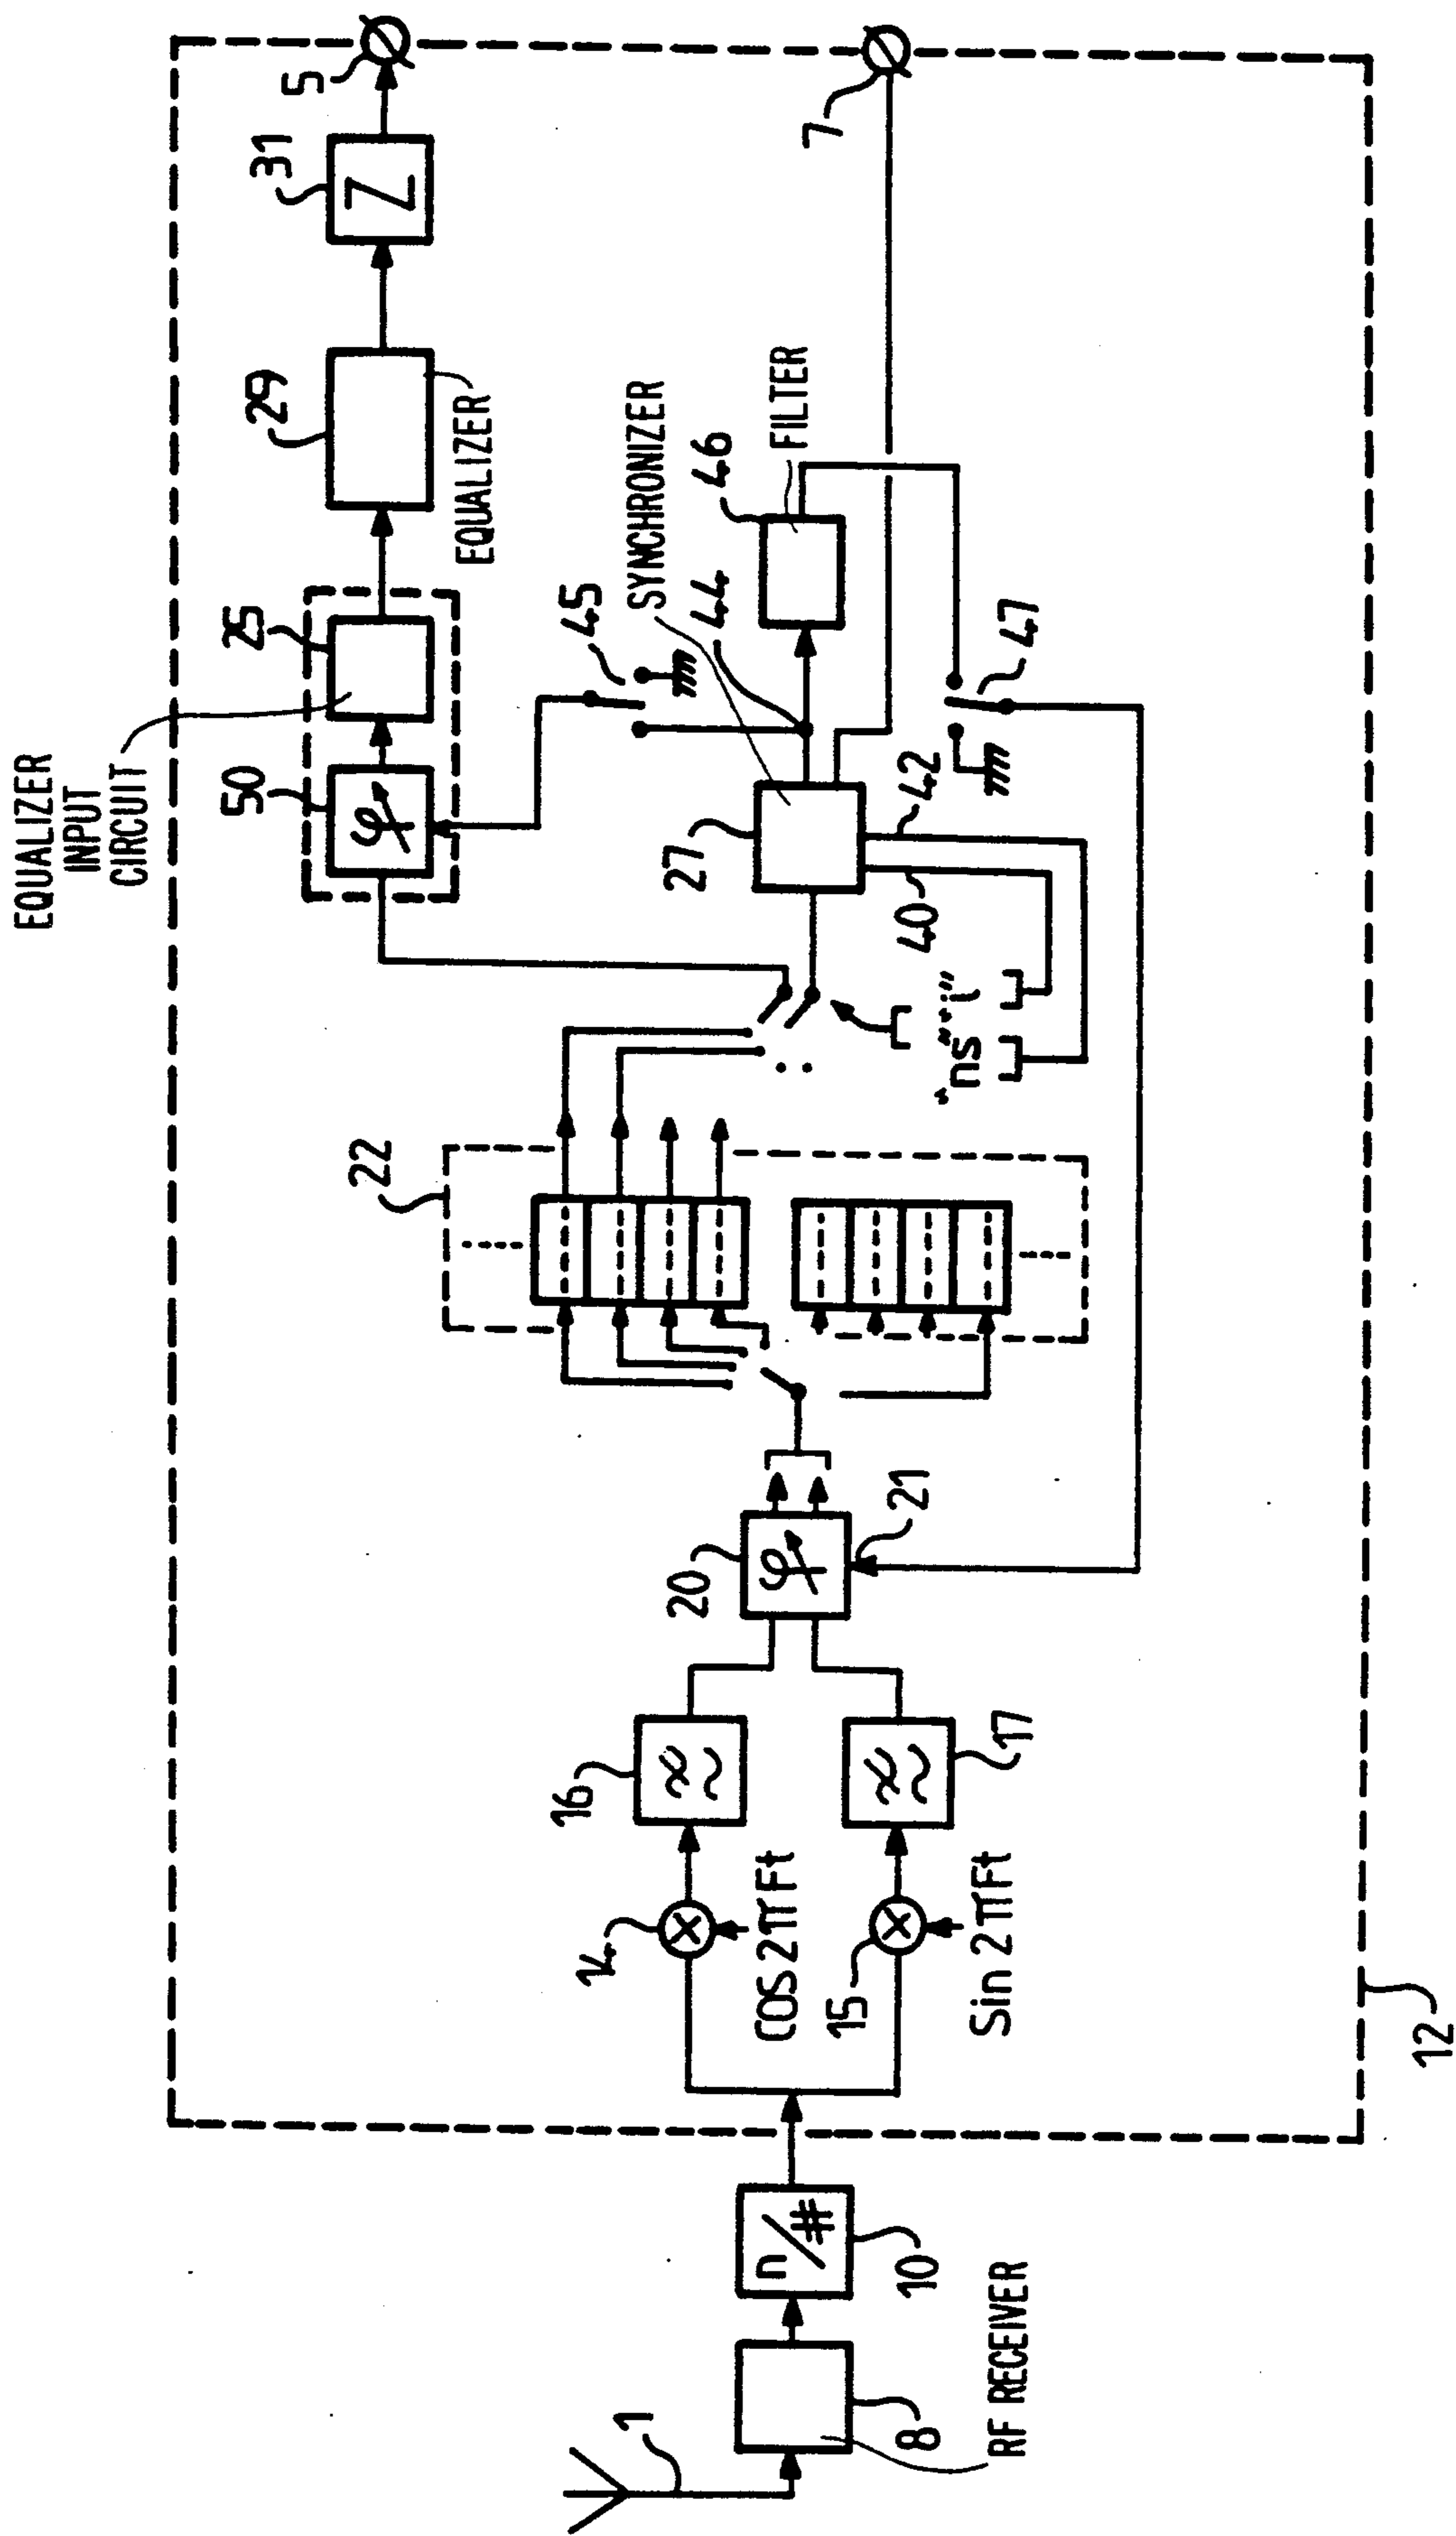 EQUALIZER
INPUT
CIRCUIT
50
φ
25
29
EQUALIZER
31
Z
5
22
45
SYNCHRONIZER
44
46
FILTER
7
27
40
42
47
"ns"
"i"
1
8
RF RECEIVER
10
n/#
14
COS 2πFt
15
Sin 2πFt
16
17
20
φ
21
12